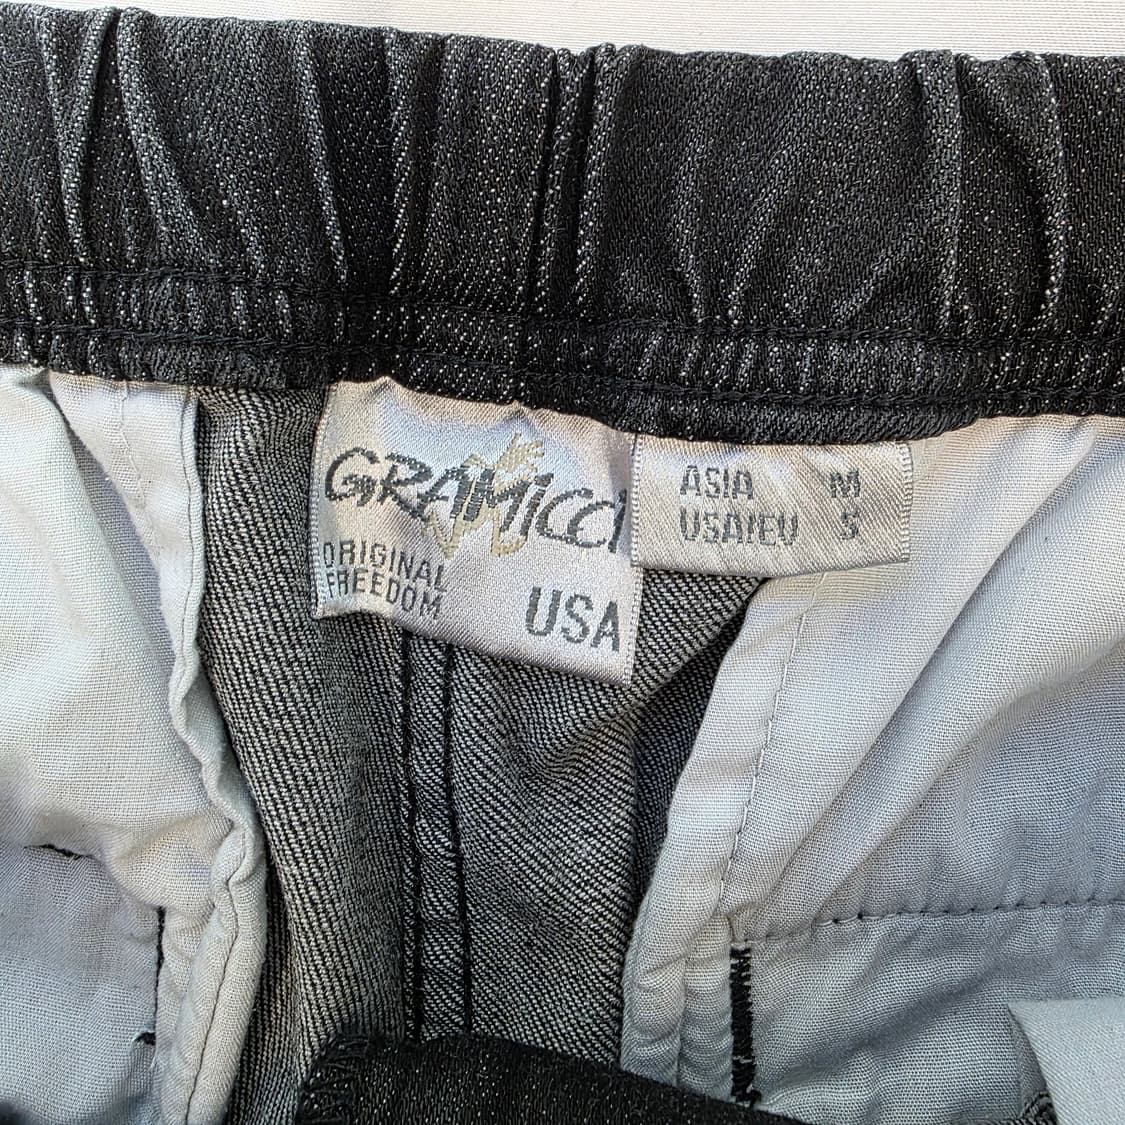 GRAMICCI
ORIGINAL
FREEDOM
USA
ASIA M
USA/EU S